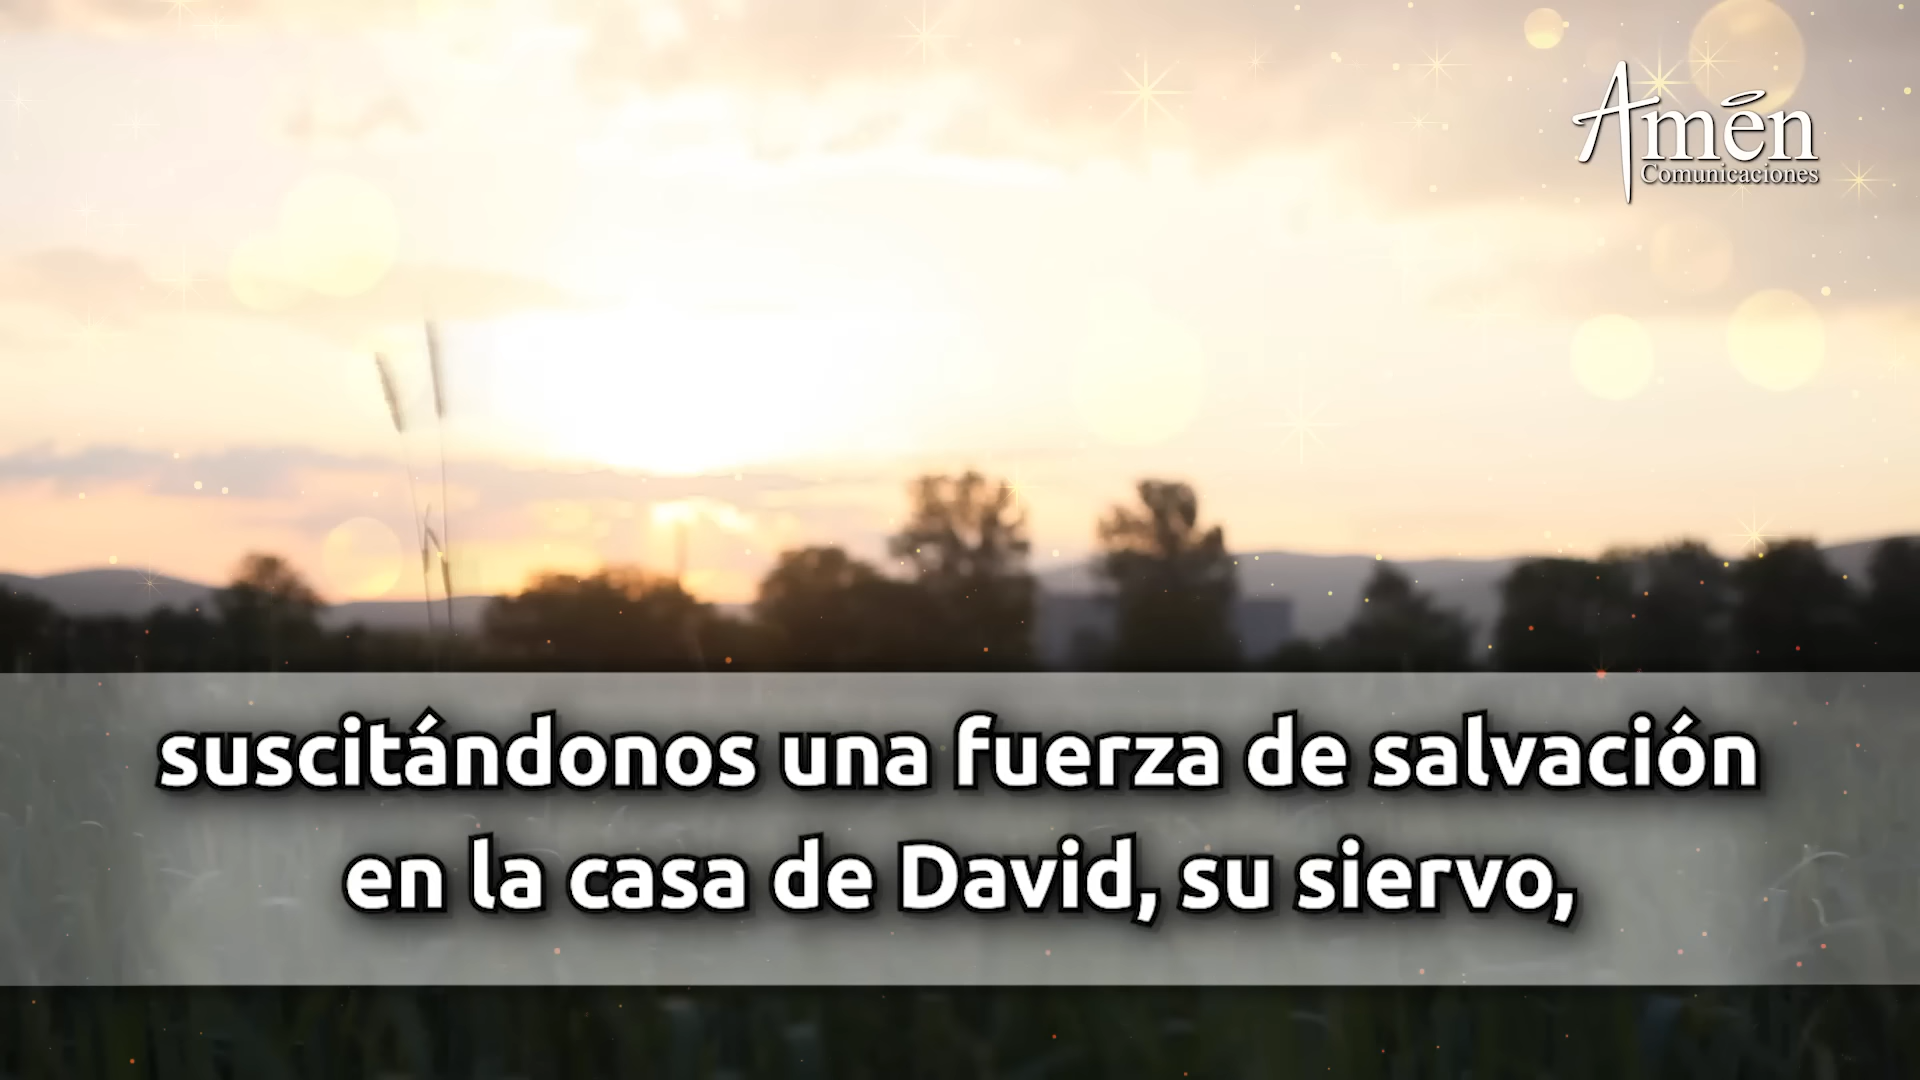 Amén
Comunicaciones
suscitándonos una fuerza de salvación
en la casa de David, su siervo,